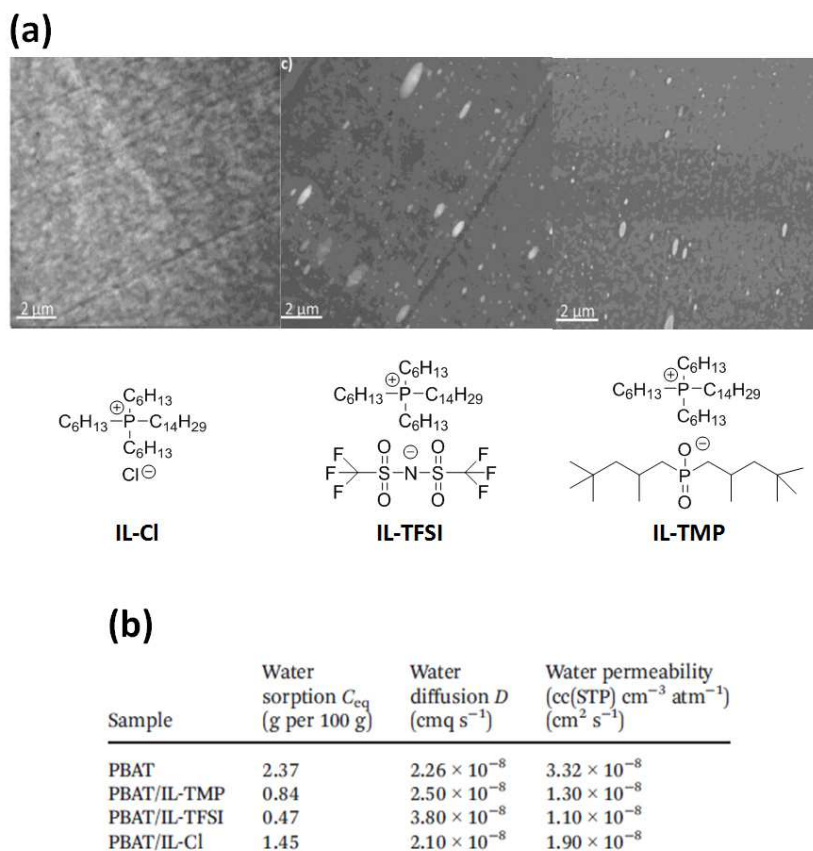 (a)
c)
2 μm
2 μm
2 μm
C₆H₁₃
C₆H₁₃–P–C₁₄H₂₉
⊕
C₆H₁₃
Cl⊖
C₆H₁₃
C₆H₁₃–P–C₁₄H₂₉
⊕
C₆H₁₃
O O
F F
F S N S F
⊖
F F
O O
C₆H₁₃
C₆H₁₃–P–C₁₄H₂₉
⊕
C₆H₁₃
O⊖
P
O
IL-Cl IL-TFSI IL-TMP
(b)
Water Water Water permeability
sorption Ceq diffusion D (cc(STP) cm⁻³ atm⁻¹)
Sample (g per 100 g) (cmq s⁻¹) (cm² s⁻¹)
PBAT 2.37 2.26 × 10⁻⁸ 3.32 × 10⁻⁸
PBAT/IL-TMP 0.84 2.50 × 10⁻⁸ 1.30 × 10⁻⁸
PBAT/IL-TFSI 0.47 3.80 × 10⁻⁸ 1.10 × 10⁻⁸
PBAT/IL-Cl 1.45 2.10 × 10⁻⁸ 1.90 × 10⁻⁸